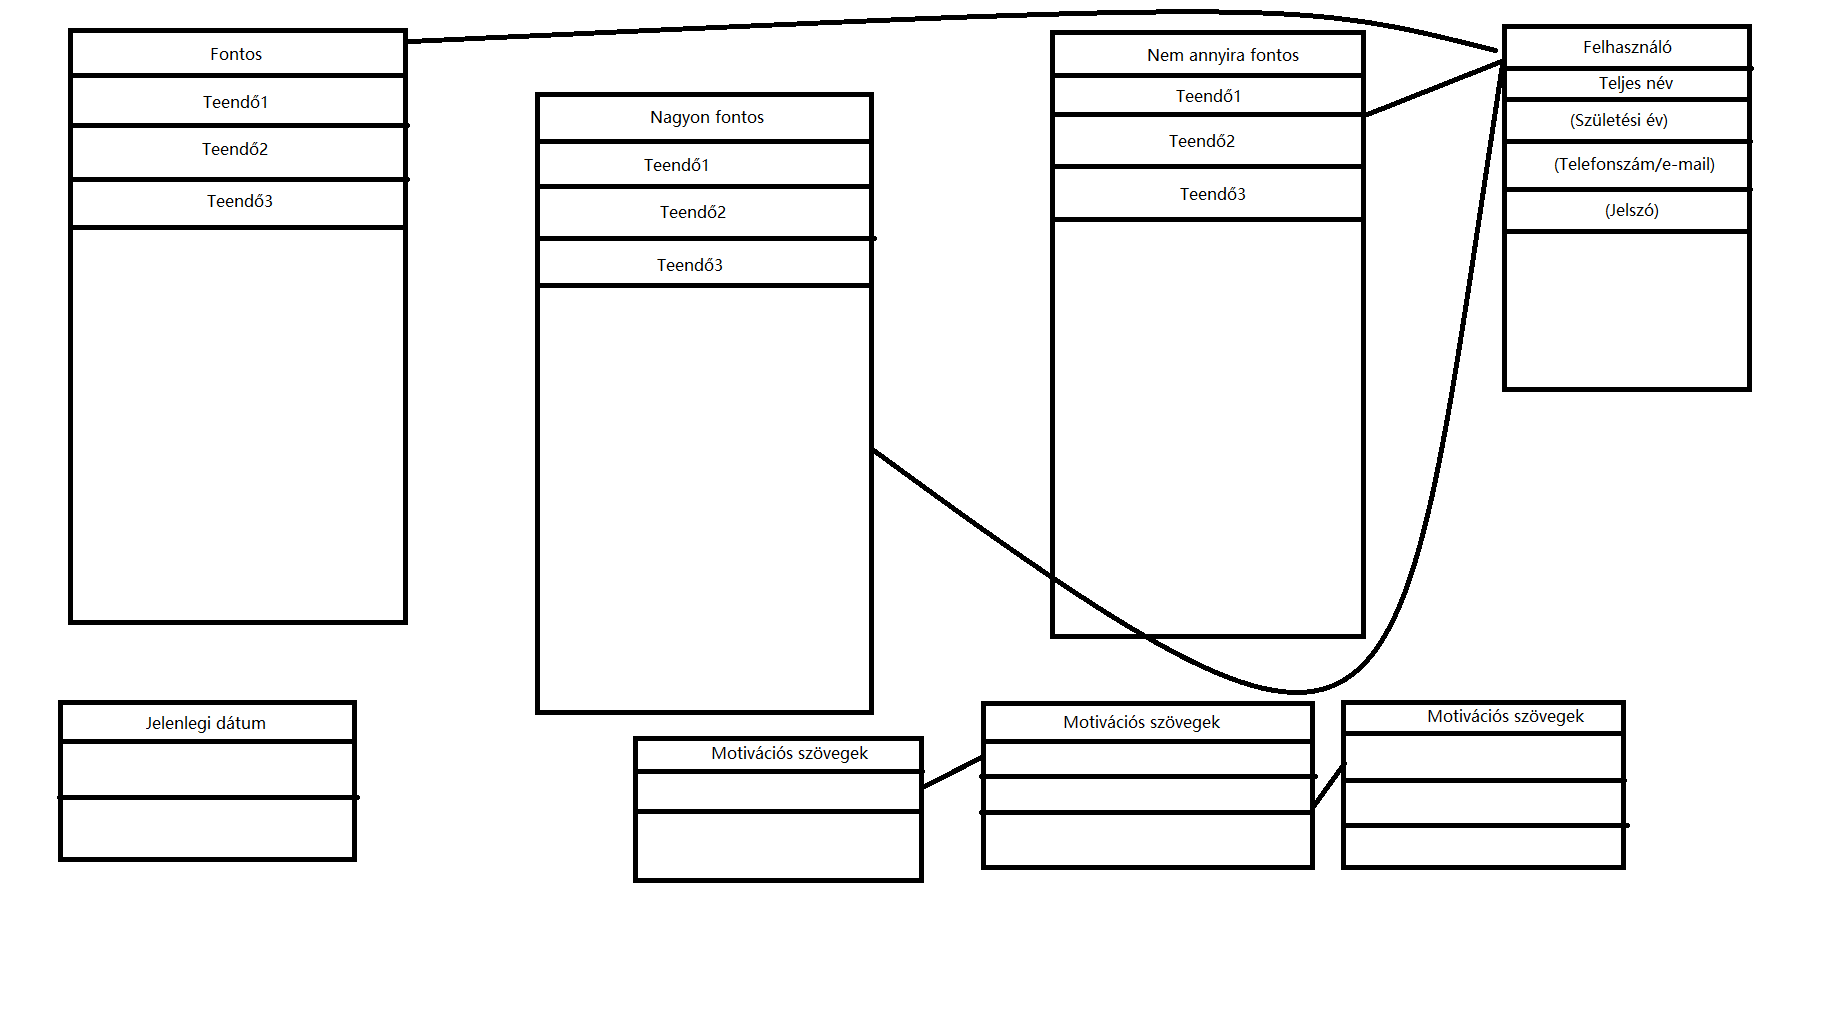 Fontos
Teendő1
Teendő2
Teendő3
Nagyon fontos
Teendő1
Teendő2
Teendő3
Nem annyira fontos
Teendő1
Teendő2
Teendő3
Felhasználó
Teljes név
(Születési év)
(Telefonszám/e-mail)
(Jelszó)
Jelenlegi dátum
Motivációs szövegek
Motivációs szövegek
Motivációs szövegek